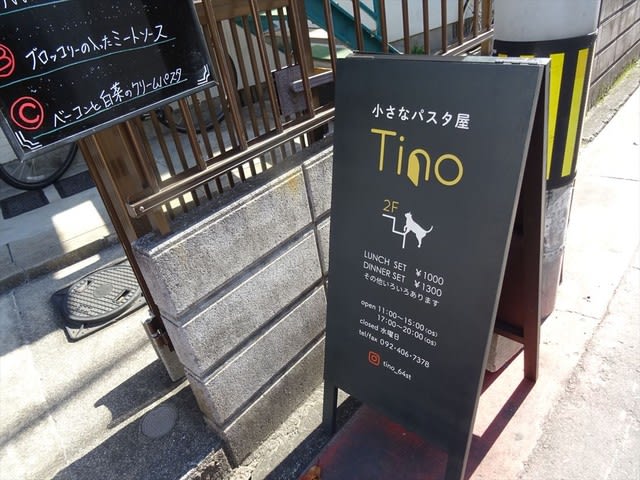 Ⓑ ブロッコリーの入ったミートソース
Ⓒ ベーコンと白菜のクリームパスタ
小さなパスタ屋
Tino
2F
LUNCH SET ￥1000
DINNER SET ￥1300
その他いろいろあります
open 11:00～15:00(OS)
17:00～20:00(OS)
closed 水曜日
tel/fax 092-406-7378
tino_64st